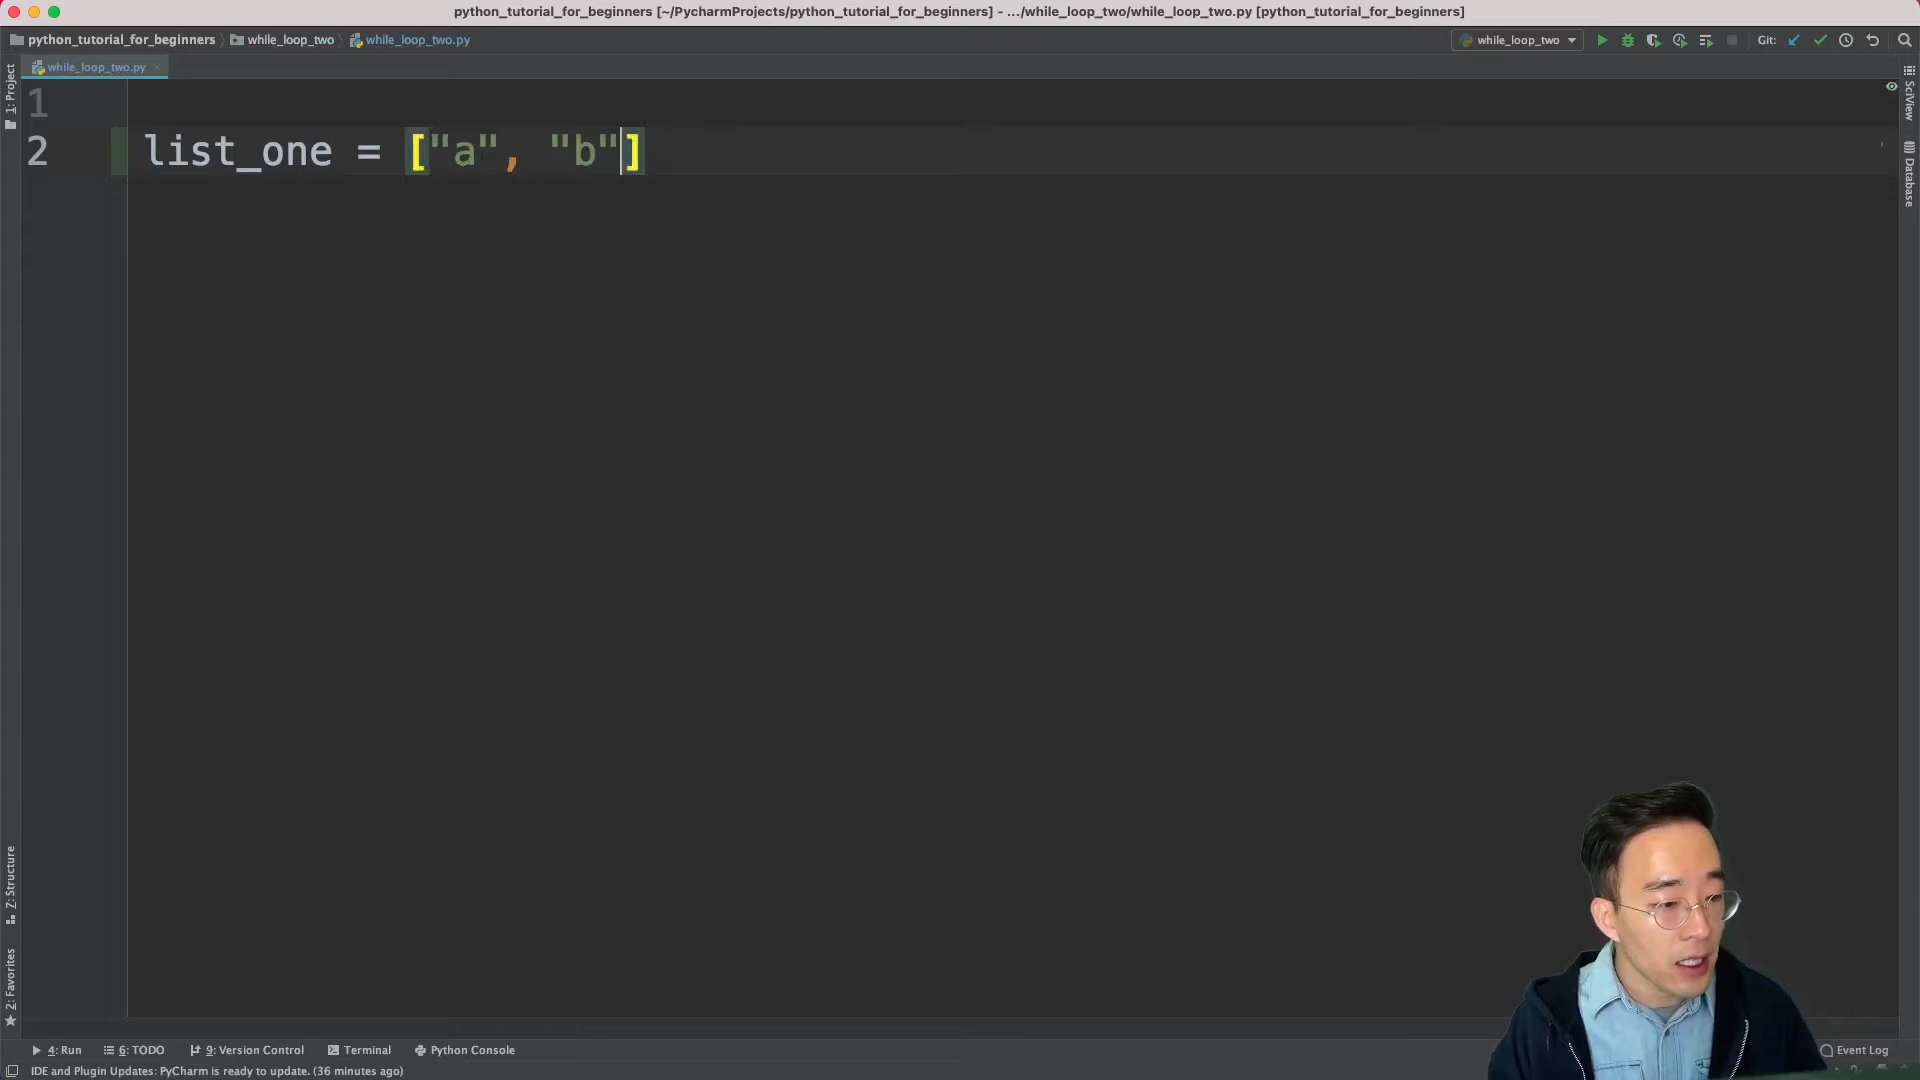 python_tutorial_for_beginners [~/PycharmProjects/python_tutorial_for_beginners] - .../while_loop_two/while_loop_two.py [python_tutorial_for_beginners]
python_tutorial_for_beginners
while_loop_two
while_loop_two.py
while_loop_two
Git:
while_loop_two.py
1: Project
SciView
Database
1
2 list_one = ["a", "b"]
Z: Structure
2: Favorites
4: Run
6: TODO
9: Version Control
Terminal
Python Console
Event Log
IDE and Plugin Updates: PyCharm is ready to update. (36 minutes ago)